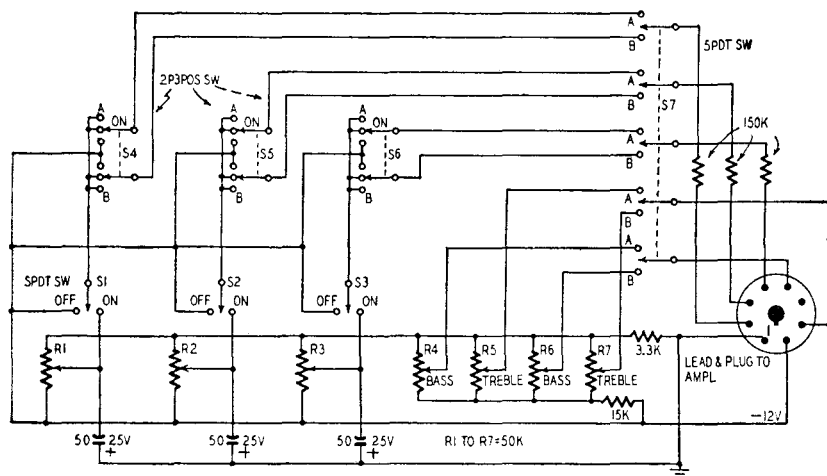 A
B
5PDT SW
2P3POS SW
A
B
S7
A
ON
S4
B
A
ON
S5
B
A
ON
S6
B
A
B
150K
A
B
A
B
SPDT SW
S1
OFF
ON
S2
OFF
ON
S3
OFF
ON
R1
R2
R3
R4
BASS
R5
TREBLE
R6
BASS
R7
TREBLE
3.3K
LEAD & PLUG TO
AMPL
15K
-12V
50 25V
+
50 25V
+
50 25V
+
R1 TO R7=50K